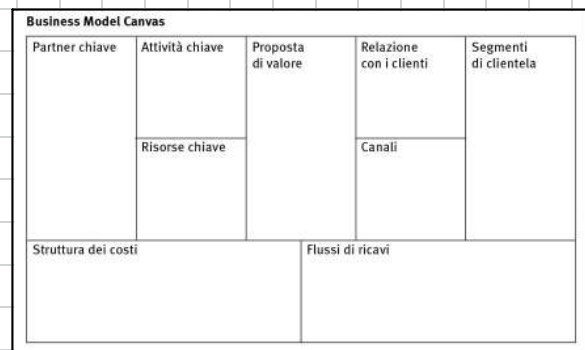 Business Model Canvas
Partner chiave
Attività chiave
Proposta
di valore
Relazione
con i clienti
Segmenti
di clientela
Risorse chiave
Canali
Struttura dei costi
Flussi di ricavi